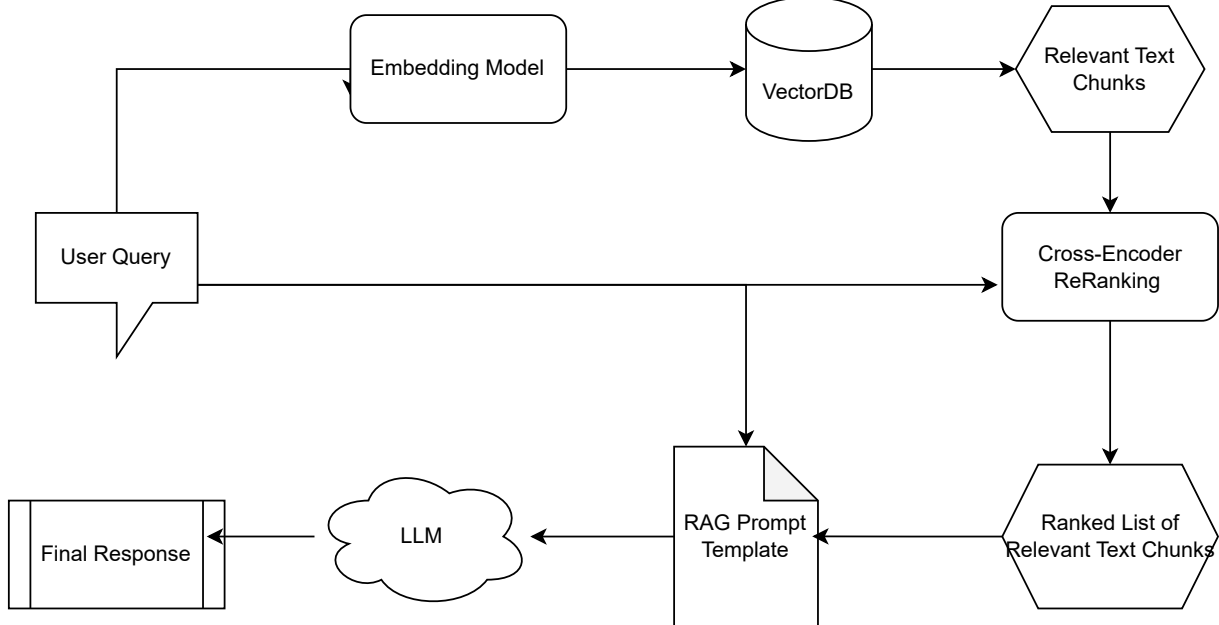 Embedding Model
VectorDB
Relevant Text
Chunks
User Query
Cross-Encoder
ReRanking
Final Response
LLM
RAG Prompt
Template
Ranked List of
Relevant Text Chunks